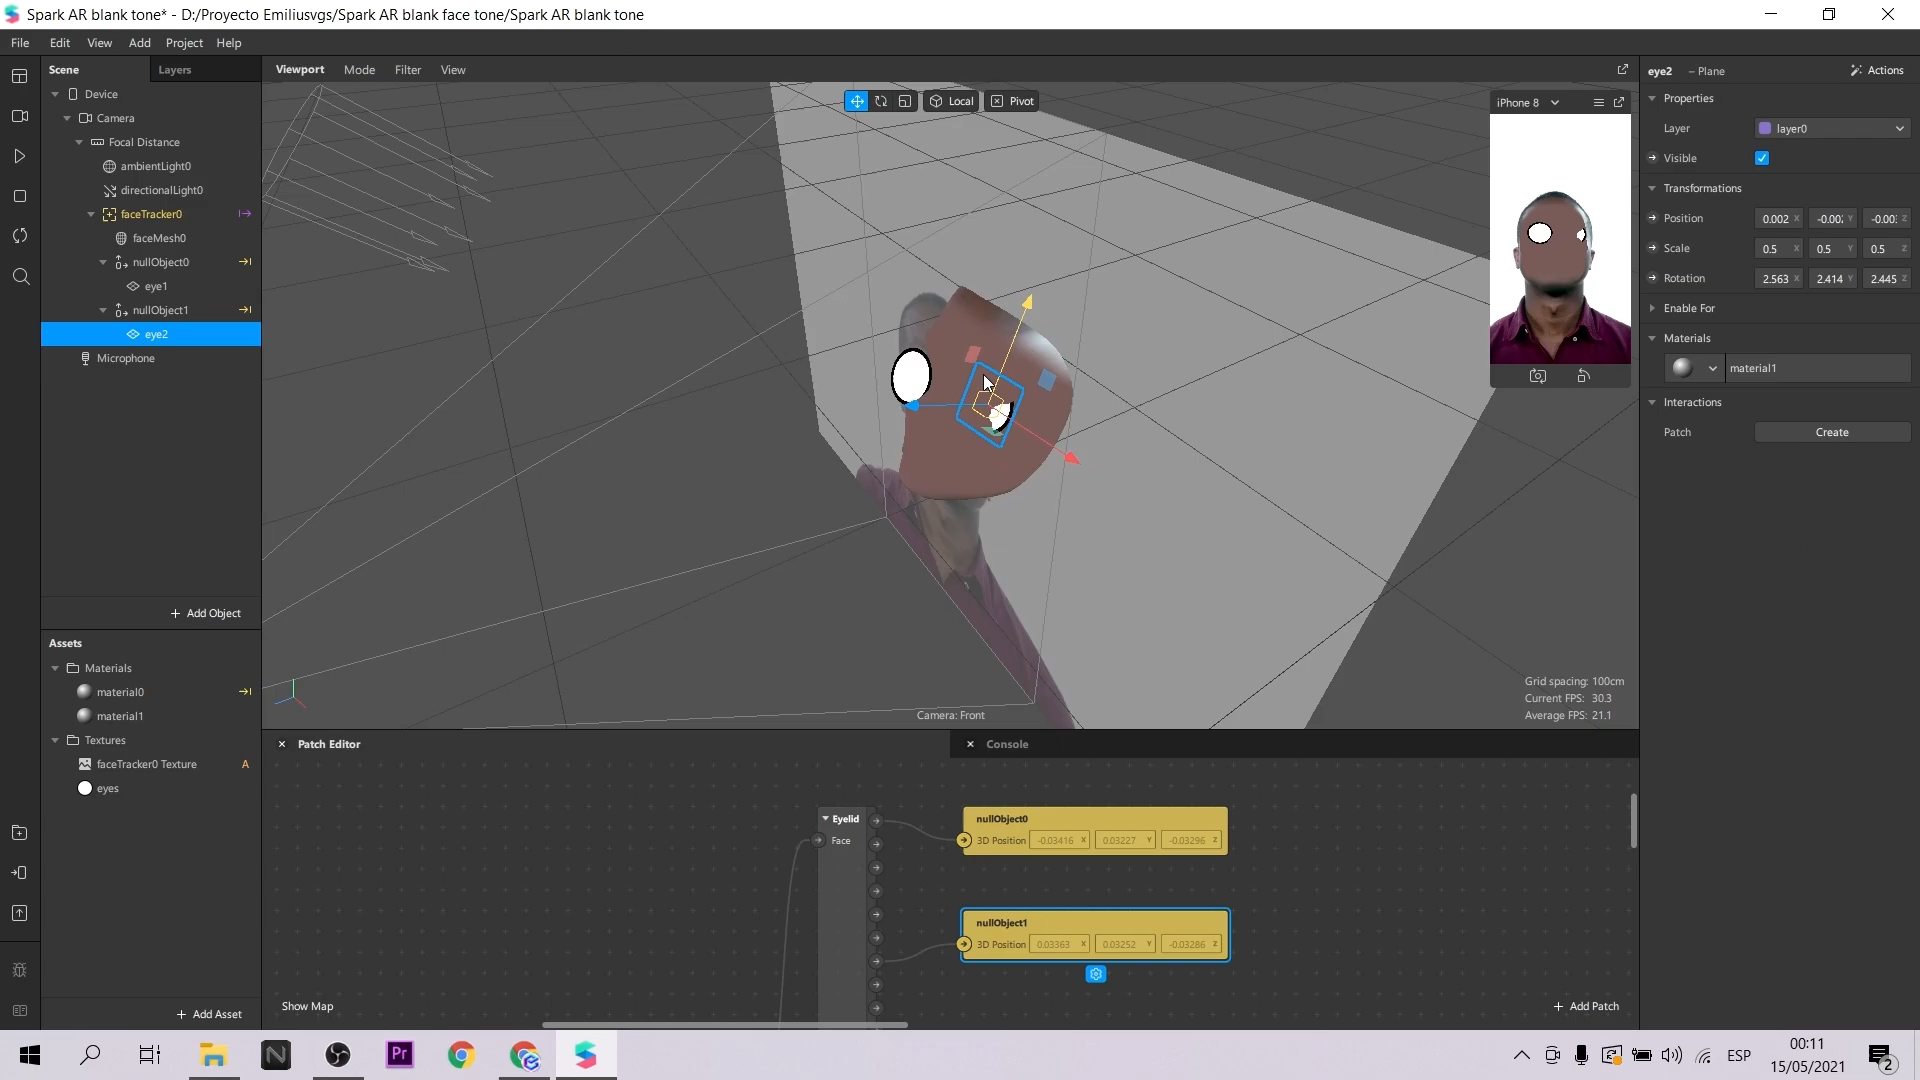 Spark AR blank tone* - D:/Proyecto Emiliusvgs/Spark AR blank face tone/Spark AR blank tone
File Edit View Add Project Help
Scene Layers
Device
Camera
Focal Distance
ambientLight0
directionalLight0
faceTracker0
faceMesh0
nullObject0
eye1
nullObject1
eye2
Microphone
+ Add Object
Assets
Materials
material0
material1
Textures
faceTracker0 Texture A
eyes
+ Add Asset
Viewport Mode Filter View
Local Pivot
iPhone 8
Grid spacing: 100cm
Current FPS: 30.3
Average FPS: 21.1
Camera: Front
Patch Editor
Console
Eyelid
Face
nullObject0
3D Position -0.03416 X 0.03227 Y -0.03296 Z
nullObject1
3D Position 0.03363 X 0.03252 Y -0.03286 Z
Show Map
+ Add Patch
eye2 – Plane Actions
Properties
Layer layer0
Visible
Transformations
Position 0.002 X -0.00 Y -0.00 Z
Scale 0.5 X 0.5 Y 0.5 Z
Rotation 2.563 X 2.414 Y 2.445 Z
Enable For
Materials
material1
Interactions
Patch Create
N
Pr
ESP
00:11
15/05/2021
2